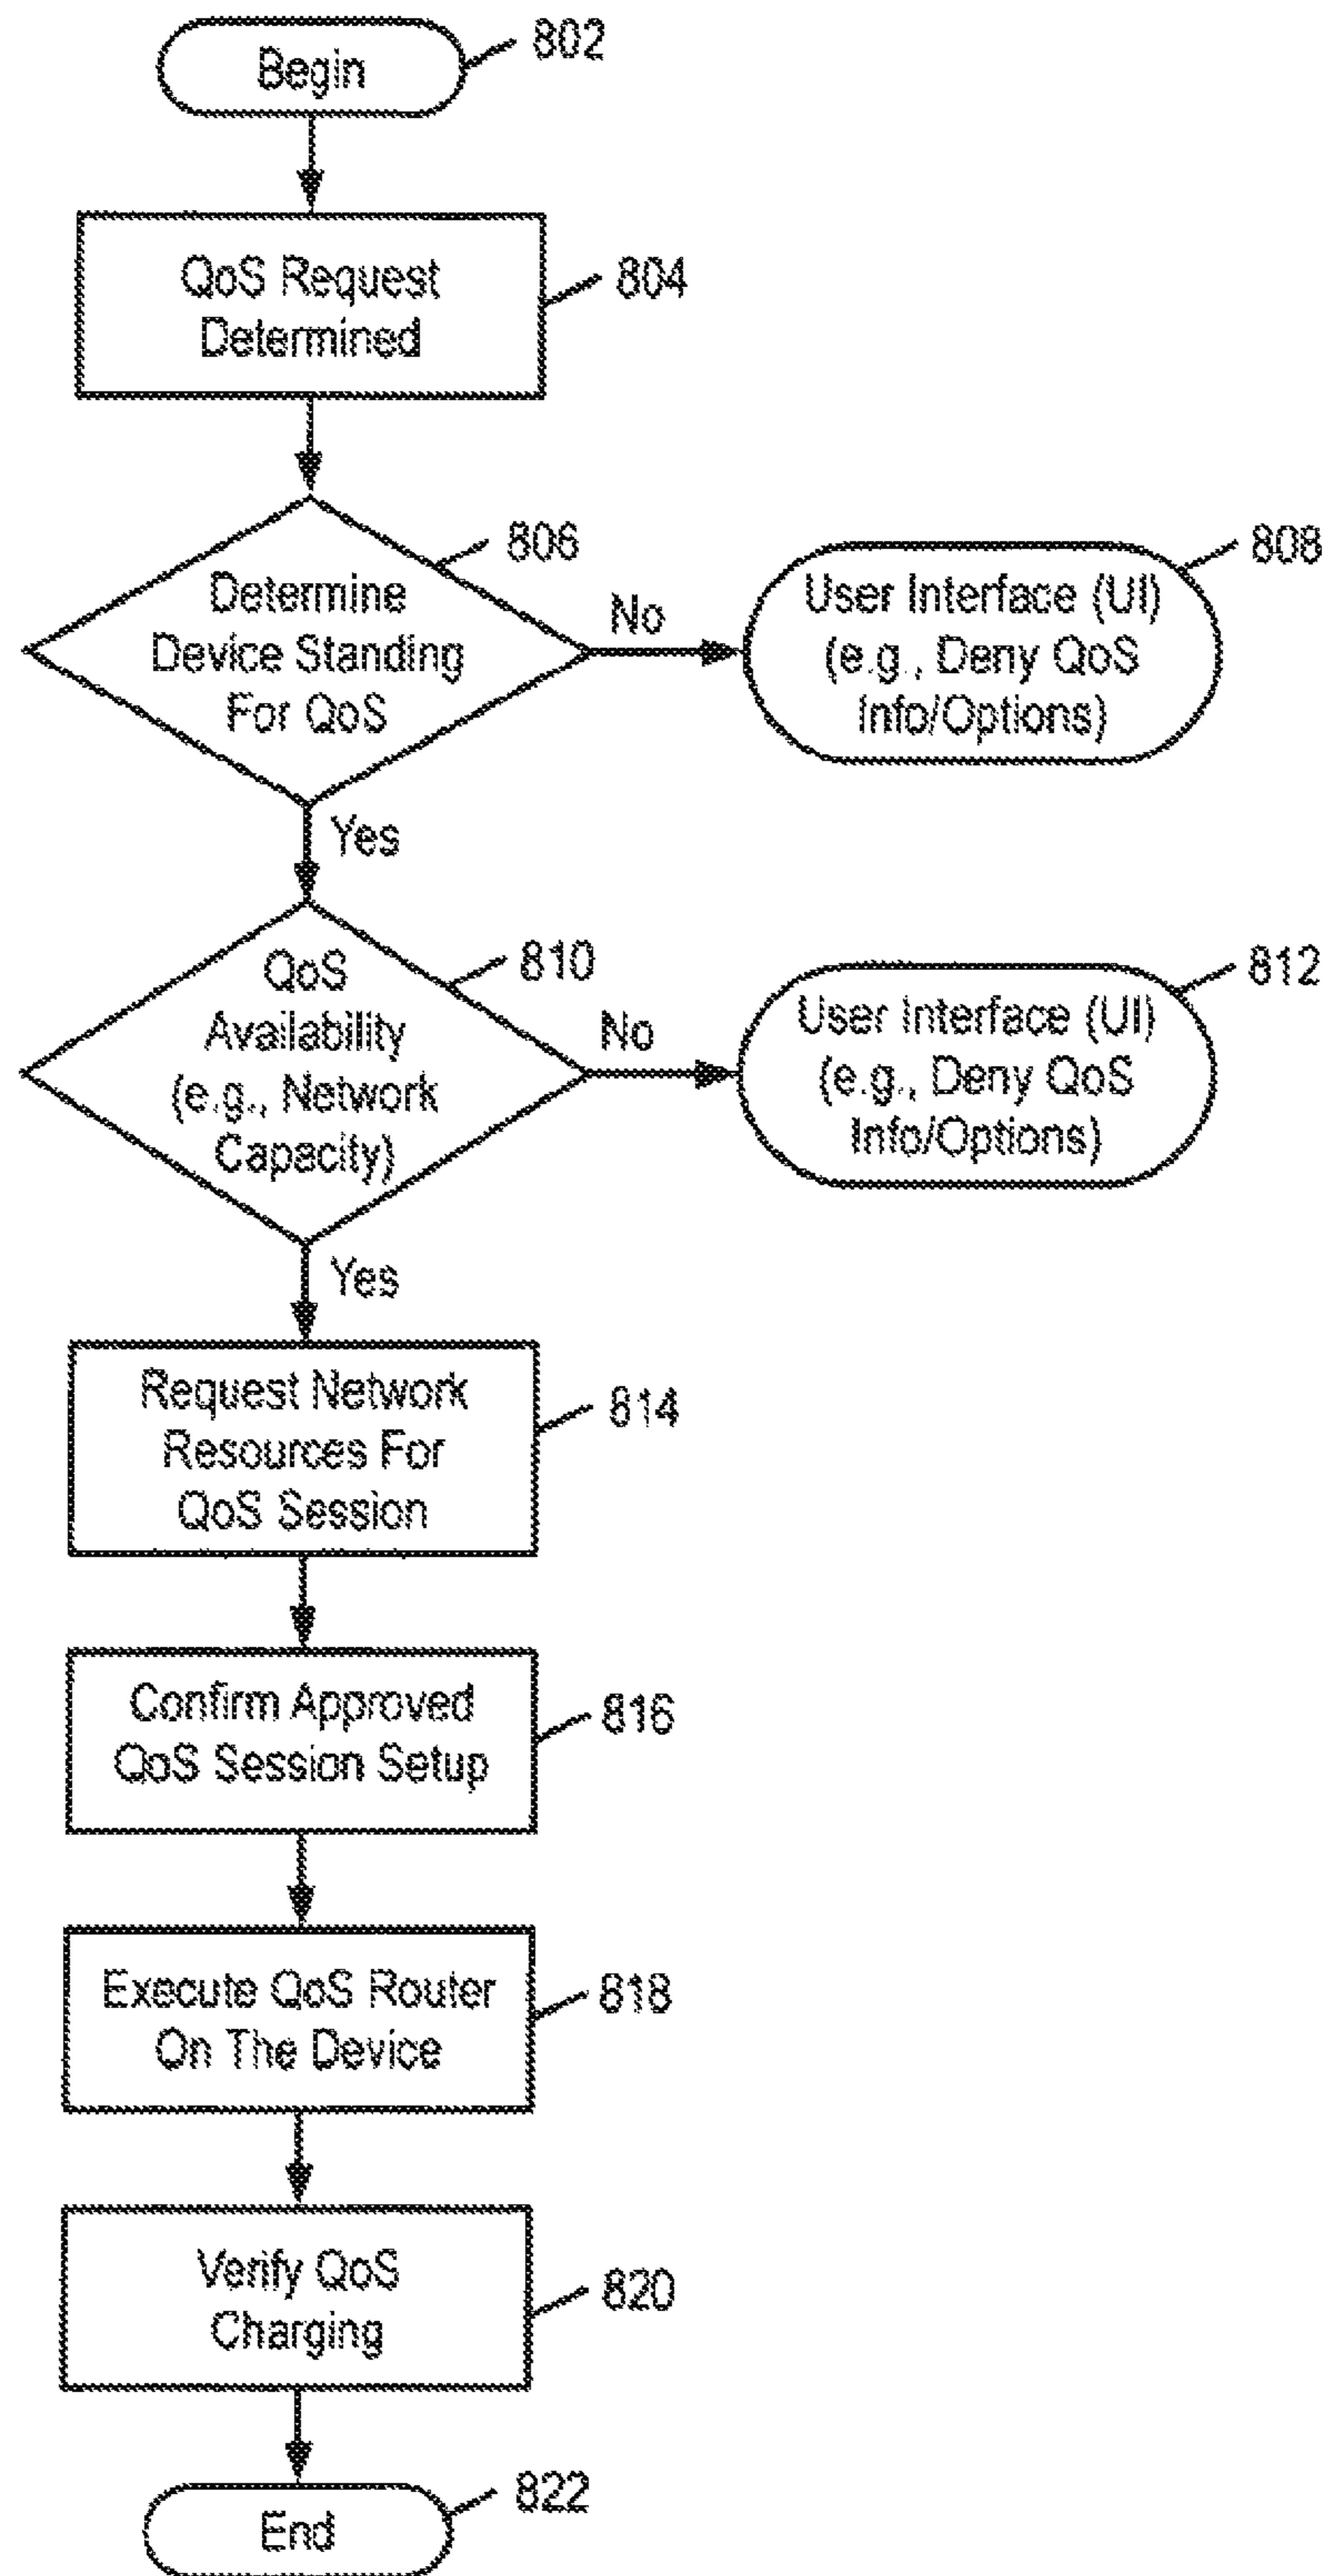 Begin
802
QoS Request
Determined
804
Determine
Device Standing
For QoS
806
No
User Interface (UI)
(e.g., Deny QoS
Info/Options)
808
Yes
QoS
Availability
(e.g., Network
Capacity)
810
No
User Interface (UI)
(e.g., Deny QoS
Info/Options)
812
Yes
Request Network
Resources For
QoS Session
814
Confirm Approved
QoS Session Setup
816
Execute QoS Router
On The Device
818
Verify QoS
Charging
820
End
822